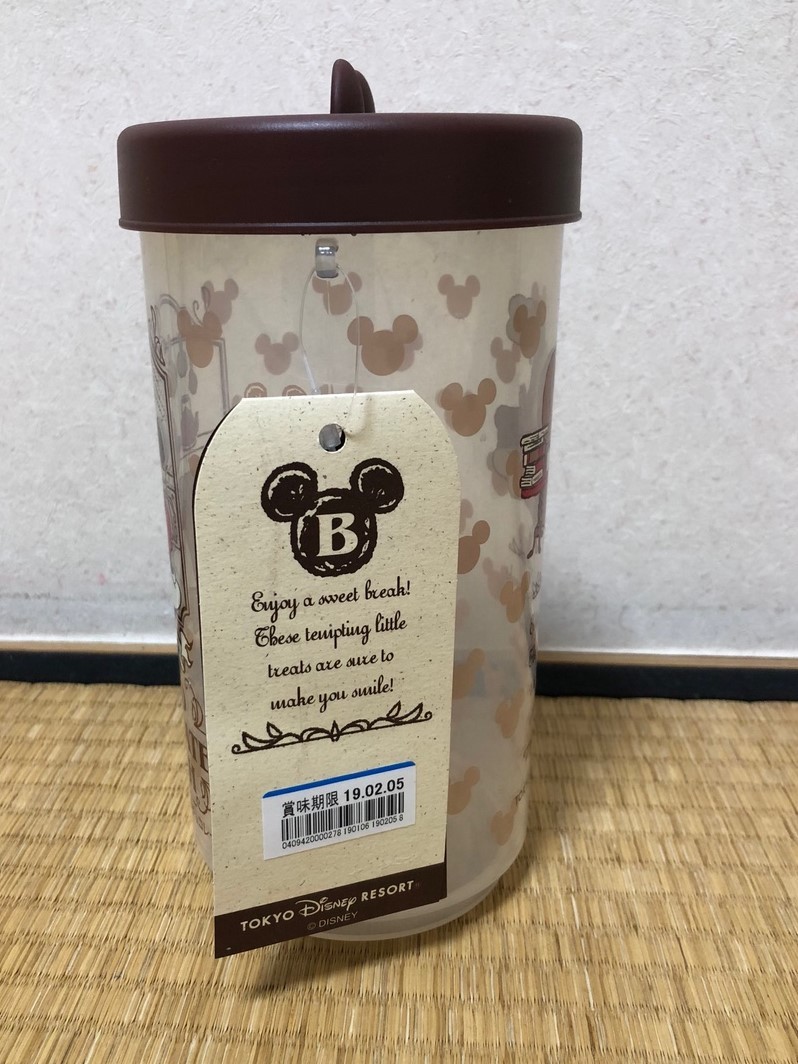 B
Enjoy a sweet break!
These tempting little
treats are sure to
make you smile!
賞味期限 19.02.05
0409420000278 190106 190205 8
TOKYO Disney RESORT®
© DISNEY